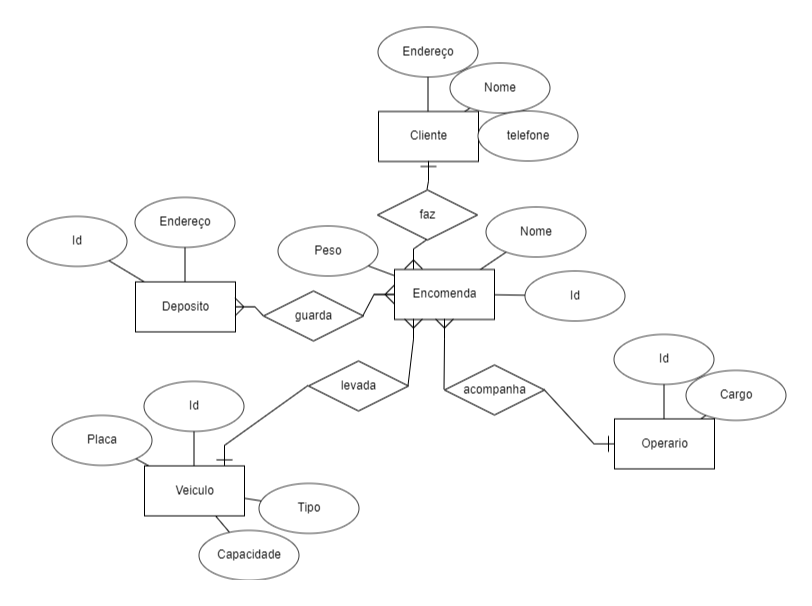 Endereço
Nome
Cliente
telefone
faz
Endereço
Id
Peso
Nome
Encomenda
Id
Deposito
guarda
Id
levada
acompanha
Cargo
Id
Placa
Operario
Veiculo
Tipo
Capacidade